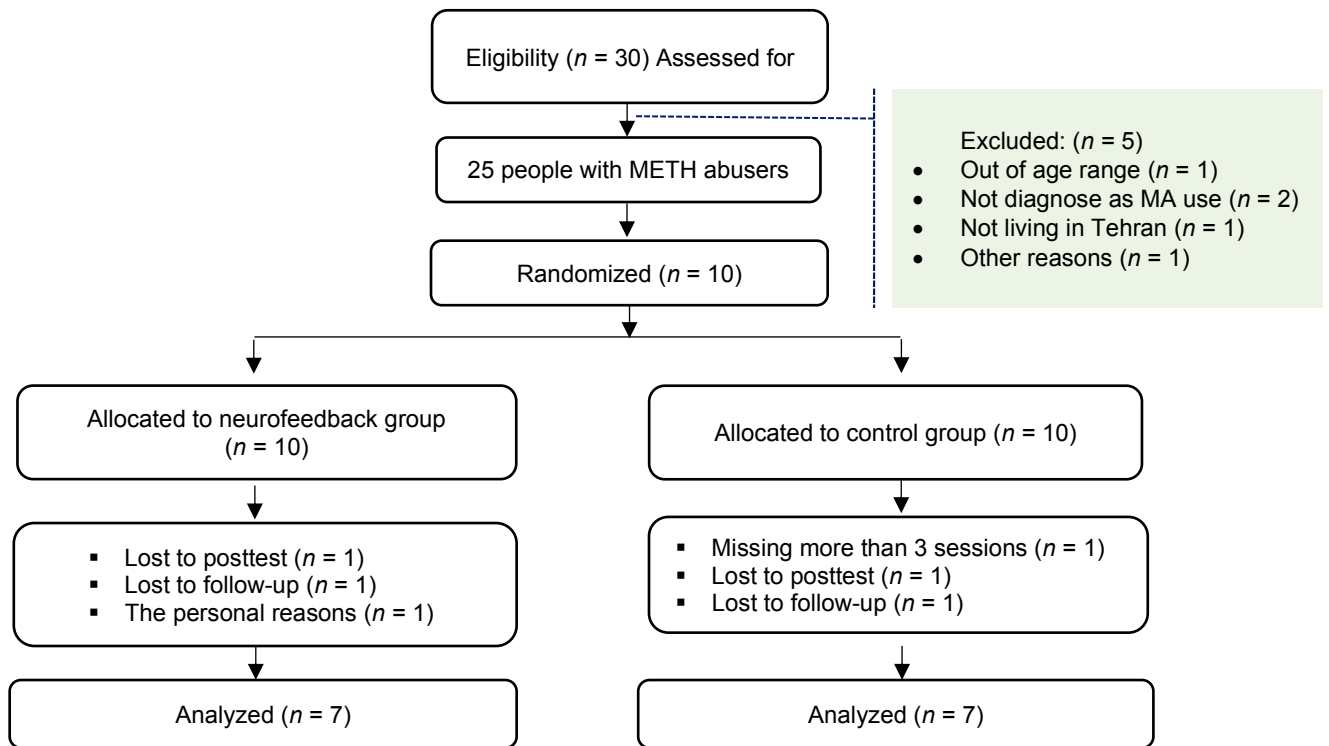 Eligibility (n = 30) Assessed for
Excluded: (n = 5)
• Out of age range (n = 1)
• Not diagnose as MA use (n = 2)
• Not living in Tehran (n = 1)
• Other reasons (n = 1)
25 people with METH abusers
Randomized (n = 10)
Allocated to neurofeedback group
(n = 10)
Allocated to control group (n = 10)
▪ Lost to posttest (n = 1)
▪ Lost to follow-up (n = 1)
▪ The personal reasons (n = 1)
▪ Missing more than 3 sessions (n = 1)
▪ Lost to posttest (n = 1)
▪ Lost to follow-up (n = 1)
Analyzed (n = 7)
Analyzed (n = 7)